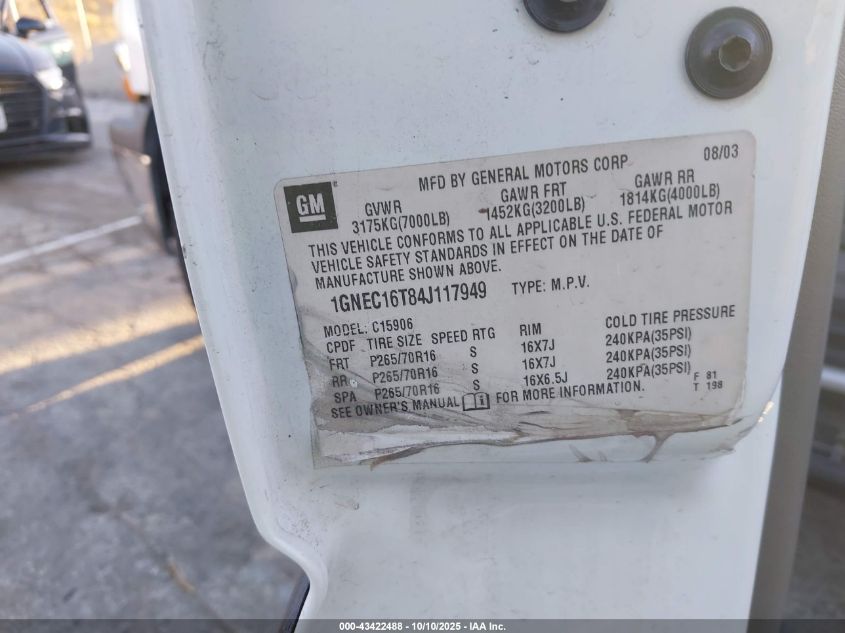 08/03
MFD BY GENERAL MOTORS CORP
GM
GVWR GAWR FRT GAWR RR
3175KG(7000LB) 1452KG(3200LB) 1814KG(4000LB)
THIS VEHICLE CONFORMS TO ALL APPLICABLE U.S. FEDERAL MOTOR
VEHICLE SAFETY STANDARDS IN EFFECT ON THE DATE OF
MANUFACTURE SHOWN ABOVE.
1GNEC16T84J117949 TYPE: M.P.V.
MODEL: C15906
CPDF TIRE SIZE SPEED RTG RIM COLD TIRE PRESSURE
FRT P265/70R16 S 16X7J 240KPA(35PSI)
RR P265/70R16 S 16X7J 240KPA(35PSI)
SPA P265/70R16 S 16X6.5J 240KPA(35PSI)
SEE OWNER'S MANUAL FOR MORE INFORMATION.
F 81
T 198
000-43422488 - 10/10/2025 - IAA Inc.